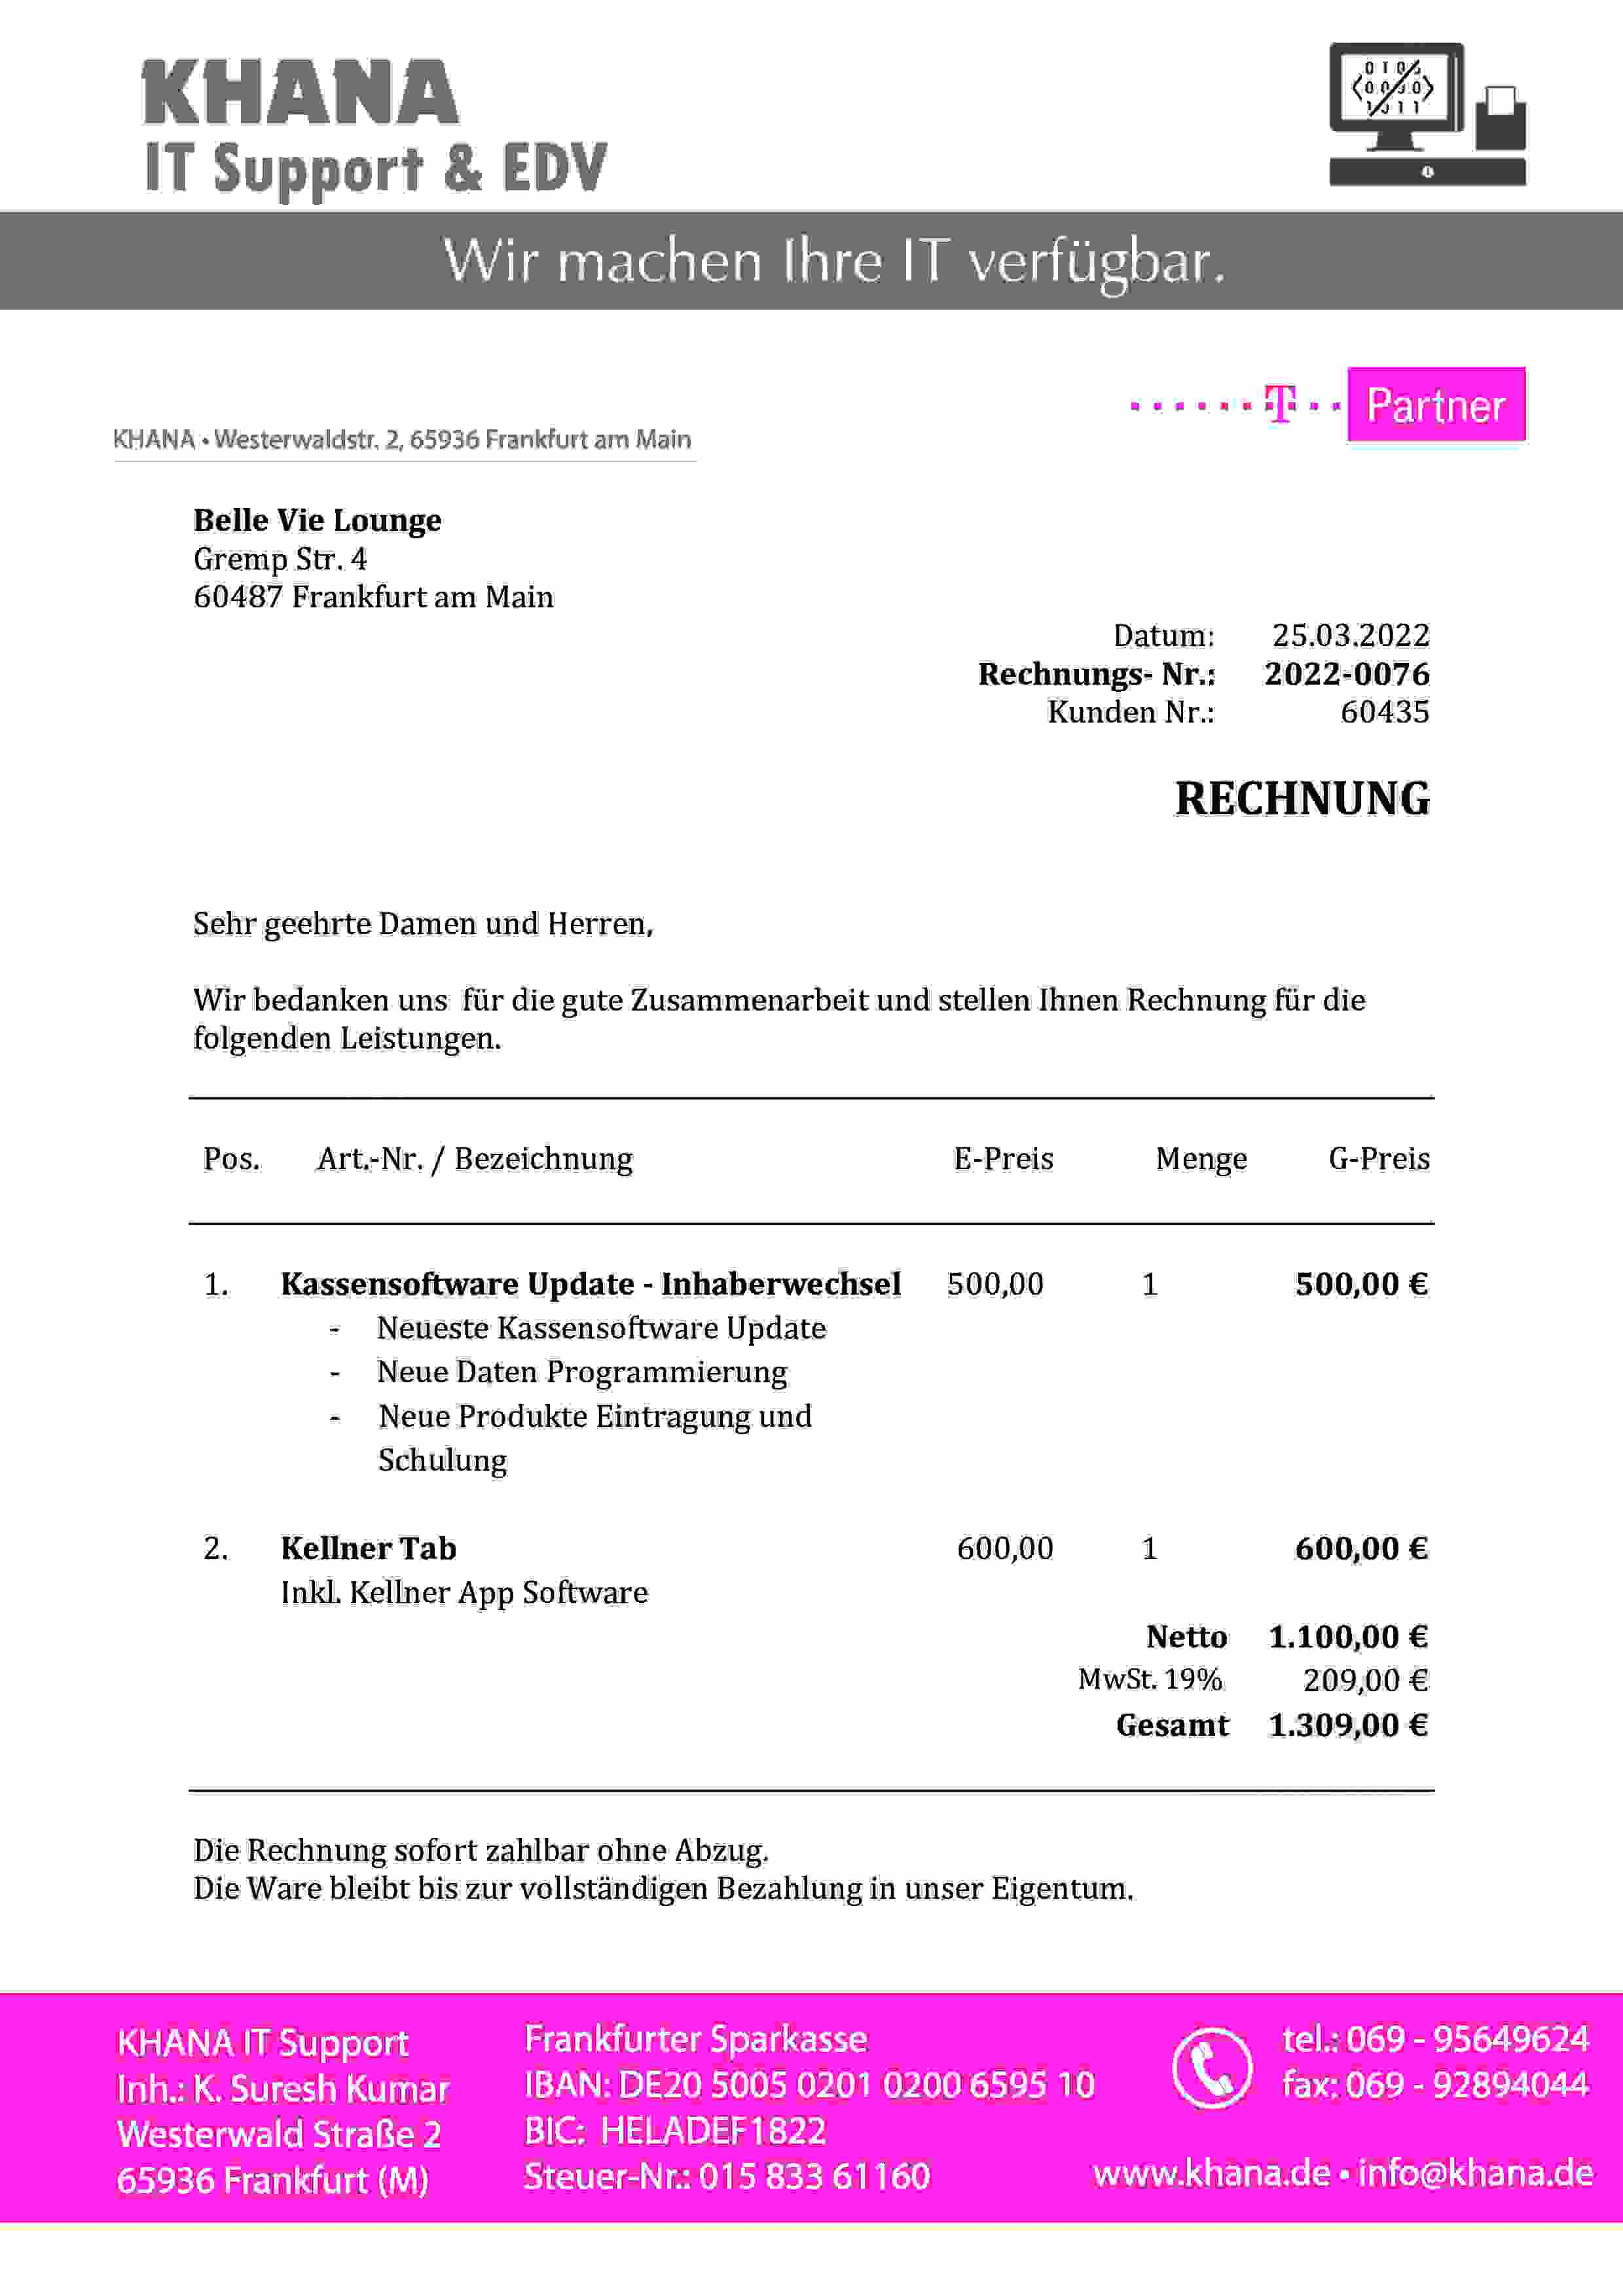 KHANA
IT Support & EDV
Wir machen Ihre IT verfügbar.
T Partner
KHANA • Westerwaldstr. 2, 65936 Frankfurt am Main
Belle Vie Lounge
Gremp Str. 4
60487 Frankfurt am Main
Datum: 25.03.2022
Rechnungs- Nr.: 2022-0076
Kunden Nr.: 60435
RECHNUNG
Sehr geehrte Damen und Herren,
Wir bedanken uns für die gute Zusammenarbeit und stellen Ihnen Rechnung für die
folgenden Leistungen.
Pos. Art.-Nr. / Bezeichnung E-Preis Menge G-Preis
1. Kassensoftware Update - Inhaberwechsel 500,00 1 500,00 €
- Neueste Kassensoftware Update
- Neue Daten Programmierung
- Neue Produkte Eintragung und
Schulung
2. Kellner Tab 600,00 1 600,00 €
Inkl. Kellner App Software
Netto 1.100,00 €
MwSt. 19% 209,00 €
Gesamt 1.309,00 €
Die Rechnung sofort zahlbar ohne Abzug.
Die Ware bleibt bis zur vollständigen Bezahlung in unser Eigentum.
KHANA IT Support
Inh.: K. Suresh Kumar
Westerwald Straße 2
65936 Frankfurt (M)
Frankfurter Sparkasse
IBAN: DE20 5005 0201 0200 6595 10
BIC: HELADEF1822
Steuer-Nr.: 015 833 61160
tel.: 069 - 95649624
fax: 069 - 92894044
www.khana.de • info@khana.de